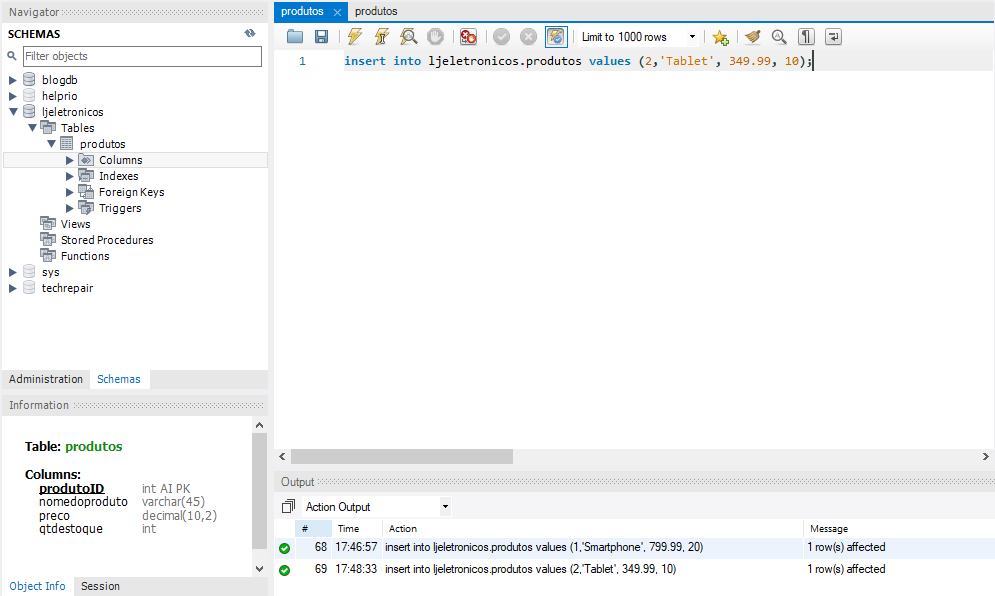 Navigator
SCHEMAS
Filter objects
blogdb
helprio
ljeletronicos
Tables
produtos
Columns
Indexes
Foreign Keys
Triggers
Views
Stored Procedures
Functions
sys
techrepair
Administration Schemas
Information
Table: produtos
Columns:
produtoID int AI PK
nomedoproduto varchar(45)
preco decimal(10,2)
qtdestoque int
Object Info Session
produtos produtos
Limit to 1000 rows
1 insert into ljeletronicos.produtos values (2,'Tablet', 349.99, 10);
Output
Action Output
# Time Action Message
68 17:46:57 insert into ljeletronicos.produtos values (1,'Smartphone', 799.99, 20) 1 row(s) affected
69 17:48:33 insert into ljeletronicos.produtos values (2,'Tablet', 349.99, 10) 1 row(s) affected